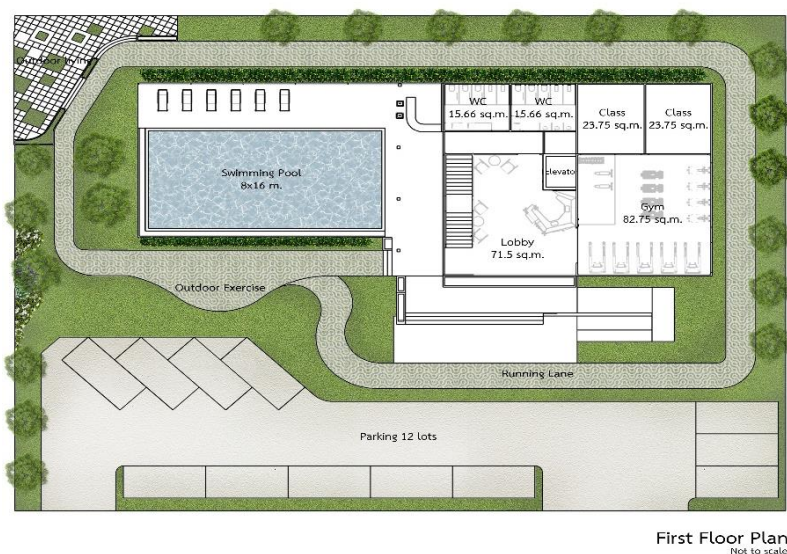 Outdoor living
WC
15.66 sq.m.
WC
15.66 sq.m.
Class
23.75 sq.m.
Class
23.75 sq.m.
Swimming Pool
8x16 m.
Elevator
Gym
82.75 sq.m.
Lobby
71.5 sq.m.
Outdoor Exercise
Running Lane
Parking 12 lots
First Floor Plan
Not to scale